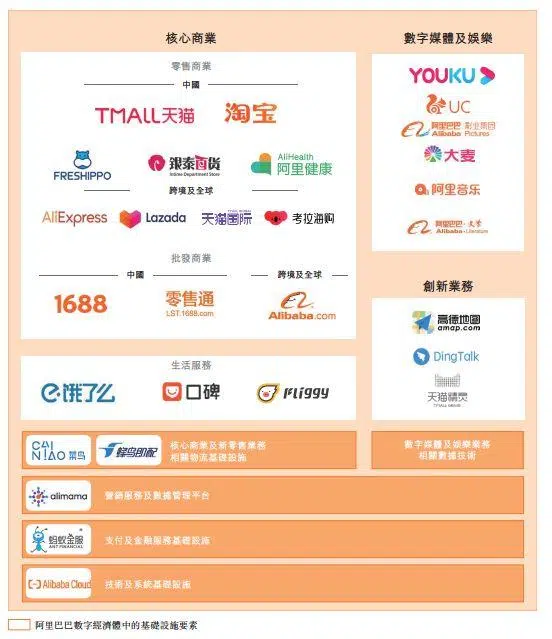 核心商业
零售商業
中國
TMALL天猫
淘宝
FRESHIPPO
銀泰百货
Intime Department Store
AliHealth
阿里健康
跨境及全球
AliExpress
Lazada
天猫国际
考拉海购
批發商業
中國
跨境及全球
1688
零售通
LST.1688.com
Alibaba.com
生活服務
饿了么
口碑
Fliggy
數字媒體及娛樂
YOUKU
UC
阿里巴巴·影业集团
Alibaba Pictures
大麦
阿里音乐
阿里巴巴·文学
Alibaba·Literature
創新業務
高德地圖
amap.com
DingTalk
天猫精灵
TMALL GENIE
CAI
NIAO 菜鸟
蜂鸟即配
核心商業及新零售業務
相關物流基礎設施
數字媒體及娛樂業務
相關數據技術
alimama
營銷服務及數據管理平台
蚂蚁金服
ANT FINANCIAL
支付及金融服務基礎設施
Alibaba Cloud
技術及系統基礎設施
阿里巴巴數字經濟體中的基礎設施要素